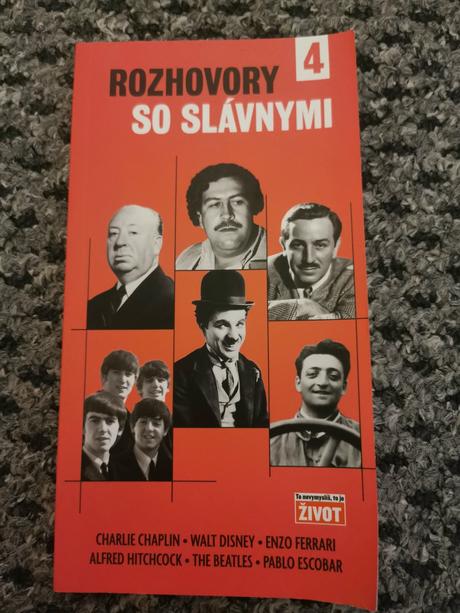 4
ROZHOVORY
SO SLÁVNYMI
To nevymyslíš, to je
ŽIVOT
CHARLIE CHAPLIN • WALT DISNEY • ENZO FERRARI
ALFRED HITCHCOCK • THE BEATLES • PABLO ESCOBAR